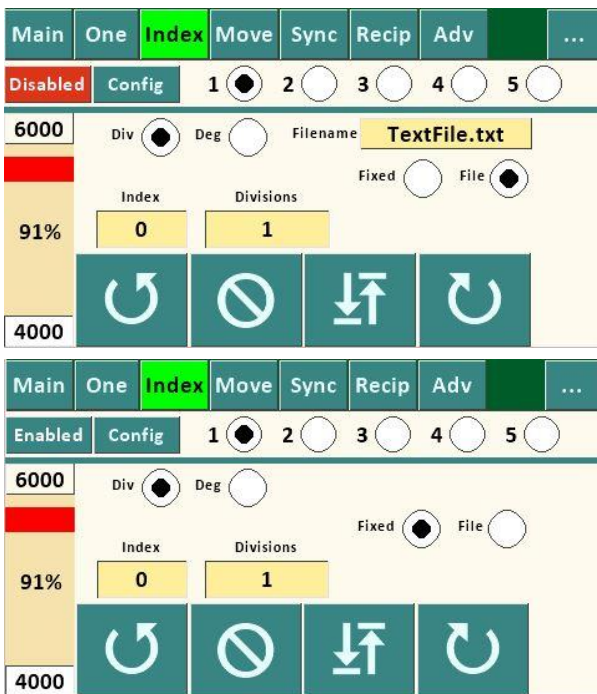 Main One Index Move Sync Recip Adv ...
Disabled Config 1 2 3 4 5
6000 Div Deg Filename TextFile.txt
Fixed File
Index Divisions
91% 0 1
4000
Main One Index Move Sync Recip Adv ...
Enabled Config 1 2 3 4 5
6000 Div Deg
Fixed File
Index Divisions
91% 0 1
4000